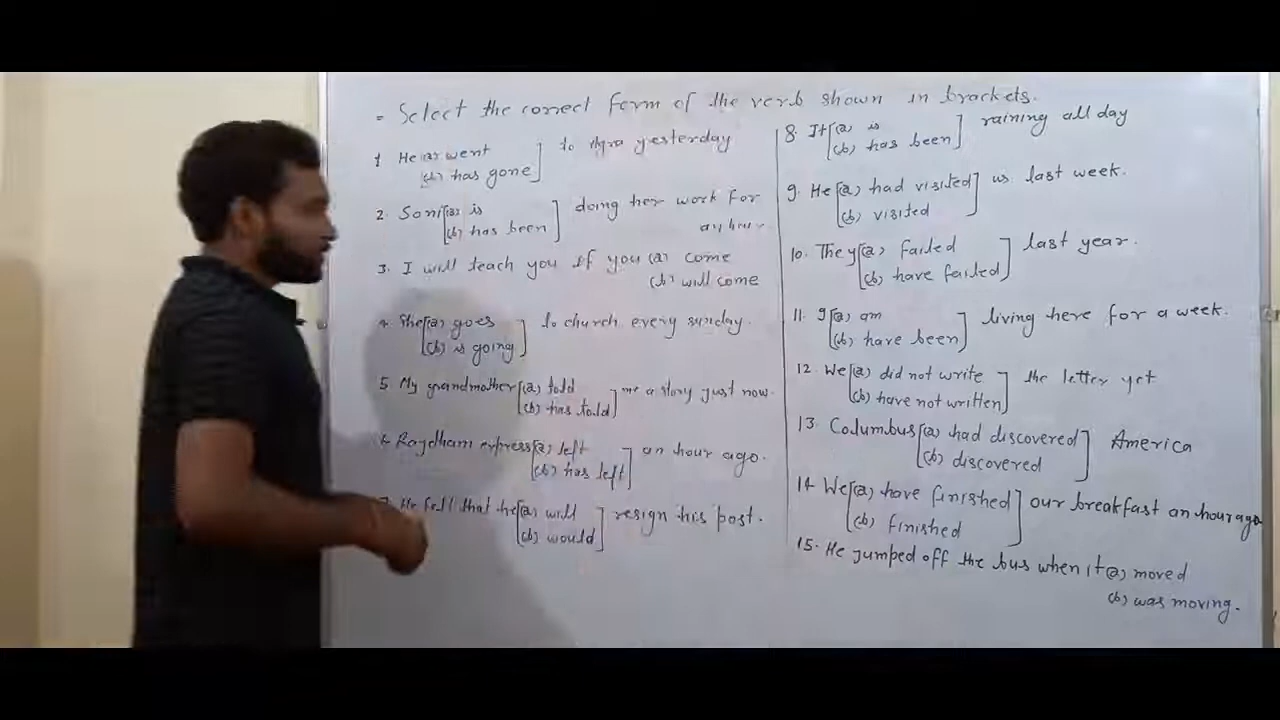 = Select the correct form of the verb shown in brackets.
1. He (a) went
(b) has gone] to Agra yesterday
2. Soni[(a) is
(b) has been] doing her work for
an hour
3. I will teach you if you (a) come
(b) will come
4. She[(a) goes
(b) is going] to church every sunday.
5. My grandmother[(a) told
(b) has told] me a story just now.
express[(a) left
(b) has left] an hour ago.
that he[(a) will
(b) would] resign his post.
8. It[(a) is
(b) has been] raining all day
9. He[(a) had visited
(b) visited] us last week.
10. They[(a) failed
(b) have failed] last year.
11. I[(a) am
(b) have been] living here for a week.
12. We[(a) did not write
(b) have not written] the letter yet
13. Columbus[(a) had discovered
(b) discovered] America
14 We[(a) have finished
(b) finished] our breakfast an hour ago
15. He jumped off the bus when it (a) moved
(b) was moving.